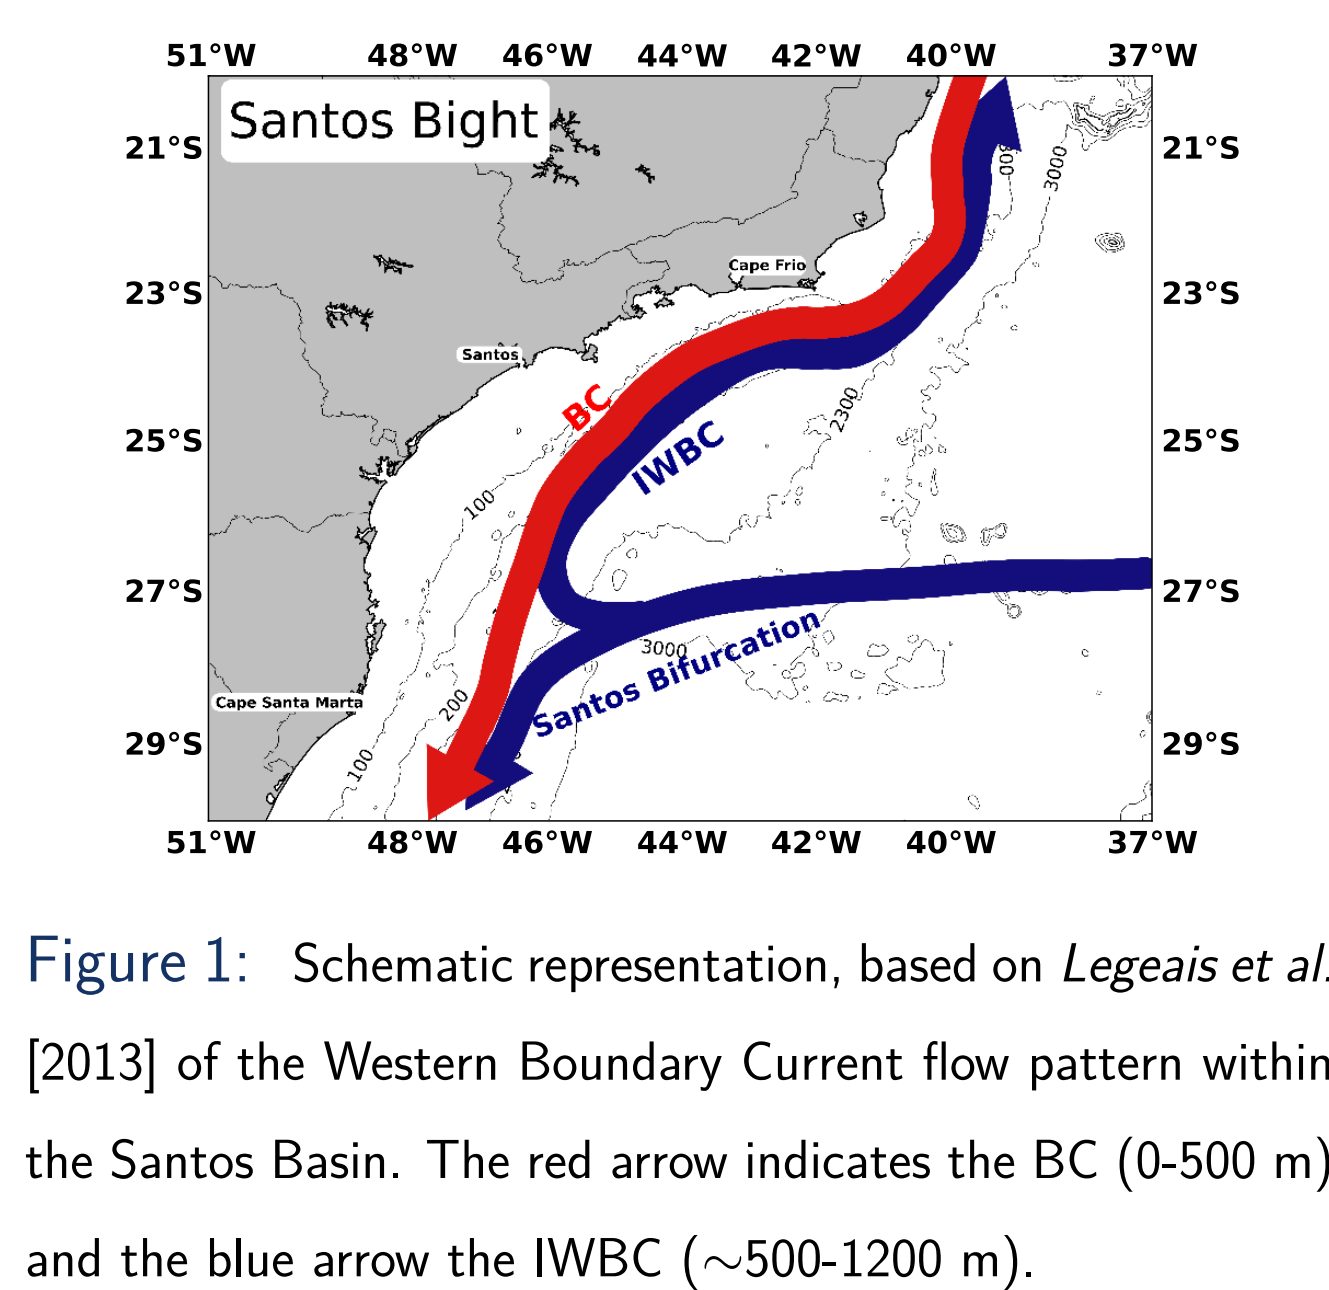 51°W 48°W 46°W 44°W 42°W 40°W 37°W
Santos Bight
21°S 21°S
3000
Cape Frio
23°S 23°S
Santos
BC
2300
25°S IWBC 25°S
100
27°S 27°S
Santos Bifurcation
3000
200
Cape Santa Marta
29°S 29°S
100
51°W 48°W 46°W 44°W 42°W 40°W 37°W
Figure 1: Schematic representation, based on Legeais et al.
[2013] of the Western Boundary Current flow pattern within
the Santos Basin. The red arrow indicates the BC (0-500 m)
and the blue arrow the IWBC (∼500-1200 m).